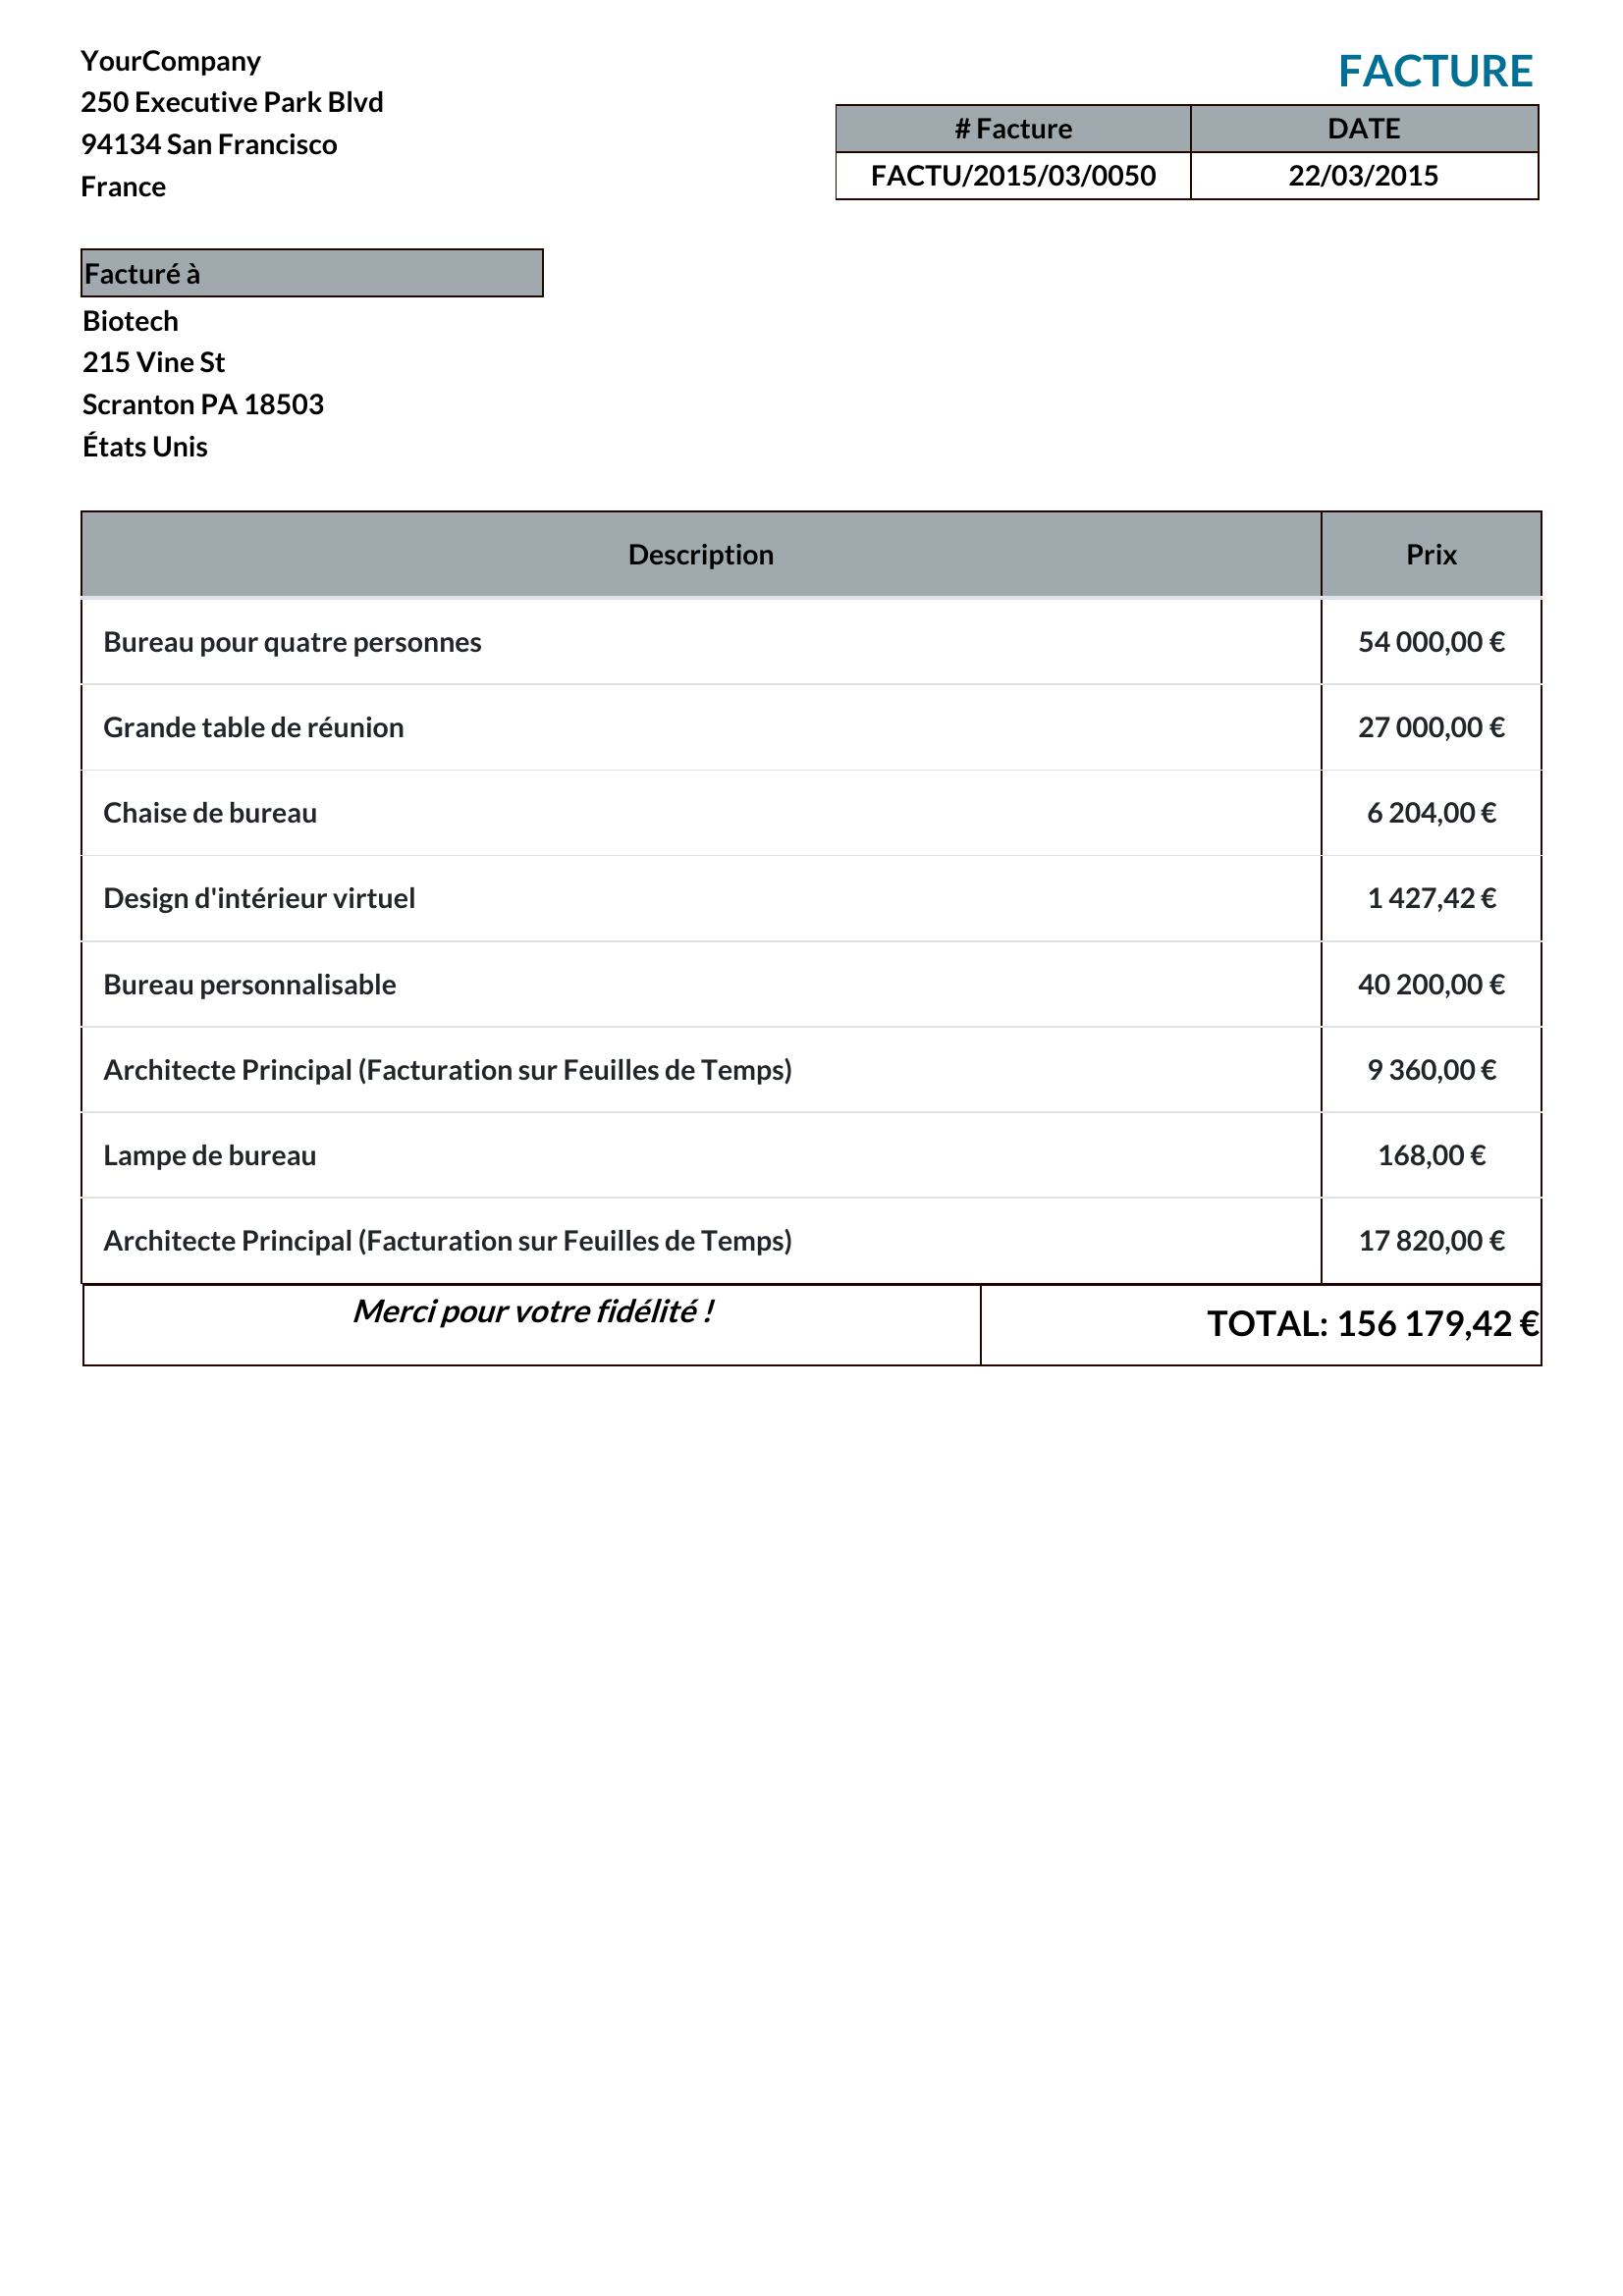 YourCompany
250 Executive Park Blvd
94134 San Francisco
France
FACTURE
# Facture DATE
FACTU/2015/03/0050 22/03/2015
Facturé à
Biotech
215 Vine St
Scranton PA 18503
États Unis
Description Prix
Bureau pour quatre personnes 54 000,00 €
Grande table de réunion 27 000,00 €
Chaise de bureau 6 204,00 €
Design d'intérieur virtuel 1 427,42 €
Bureau personnalisable 40 200,00 €
Architecte Principal (Facturation sur Feuilles de Temps) 9 360,00 €
Lampe de bureau 168,00 €
Architecte Principal (Facturation sur Feuilles de Temps) 17 820,00 €
Merci pour votre fidélité ! TOTAL: 156 179,42 €